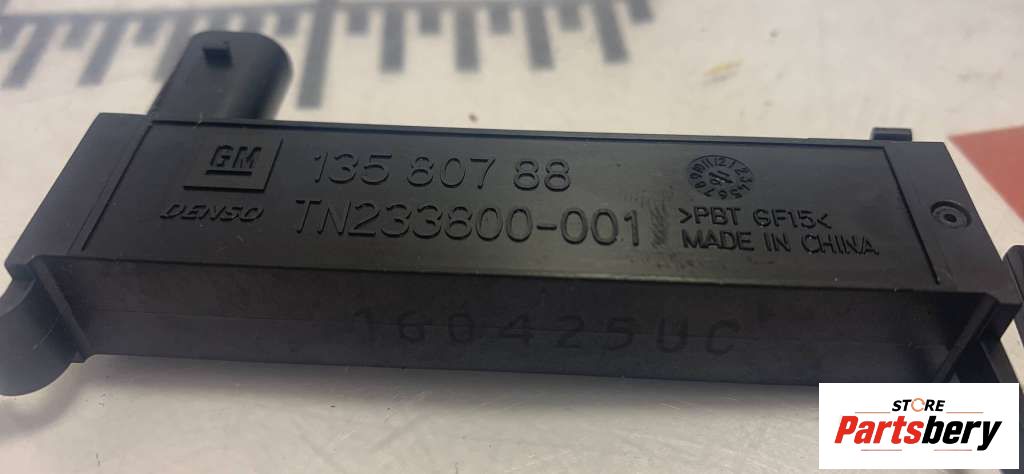 GM
135 807 88
DENSO
TN233800-001
>PBT GF15<
MADE IN CHINA
160425UC
STORE
Partsbery